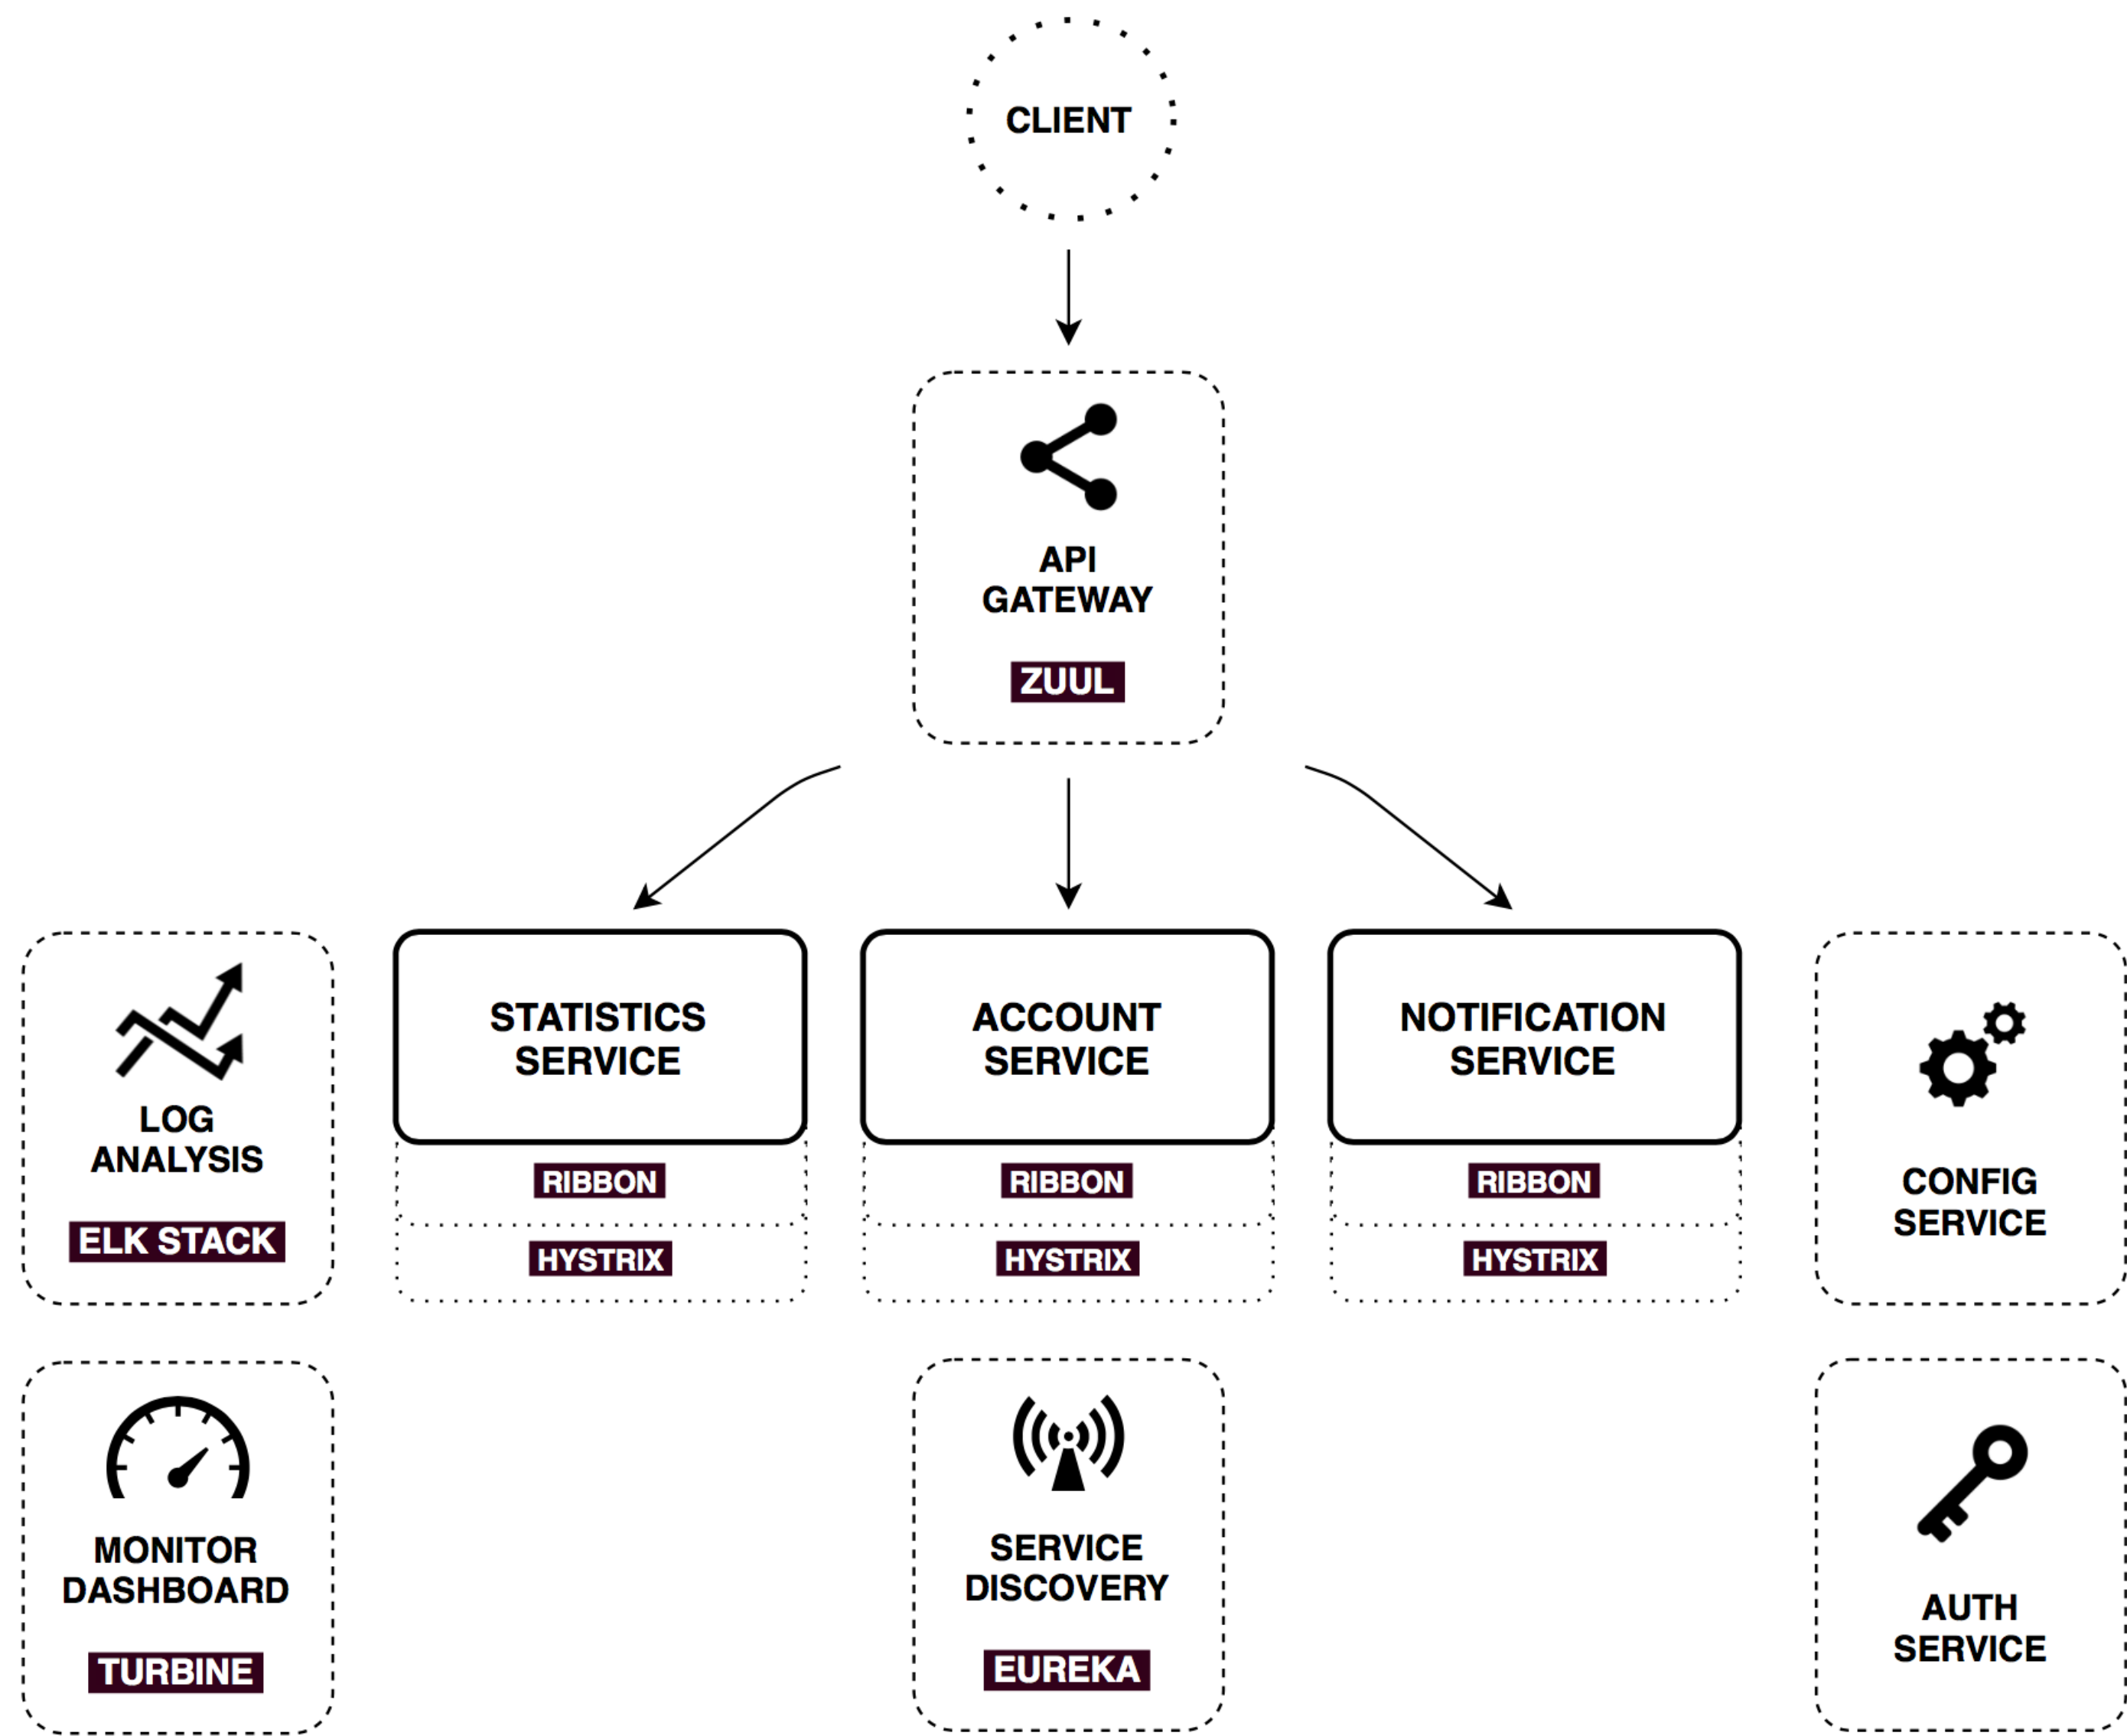 CLIENT
API
GATEWAY
ZUUL
LOG
ANALYSIS
ELK STACK
STATISTICS
SERVICE
RIBBON
HYSTRIX
ACCOUNT
SERVICE
RIBBON
HYSTRIX
NOTIFICATION
SERVICE
RIBBON
HYSTRIX
CONFIG
SERVICE
MONITOR
DASHBOARD
TURBINE
SERVICE
DISCOVERY
EUREKA
AUTH
SERVICE